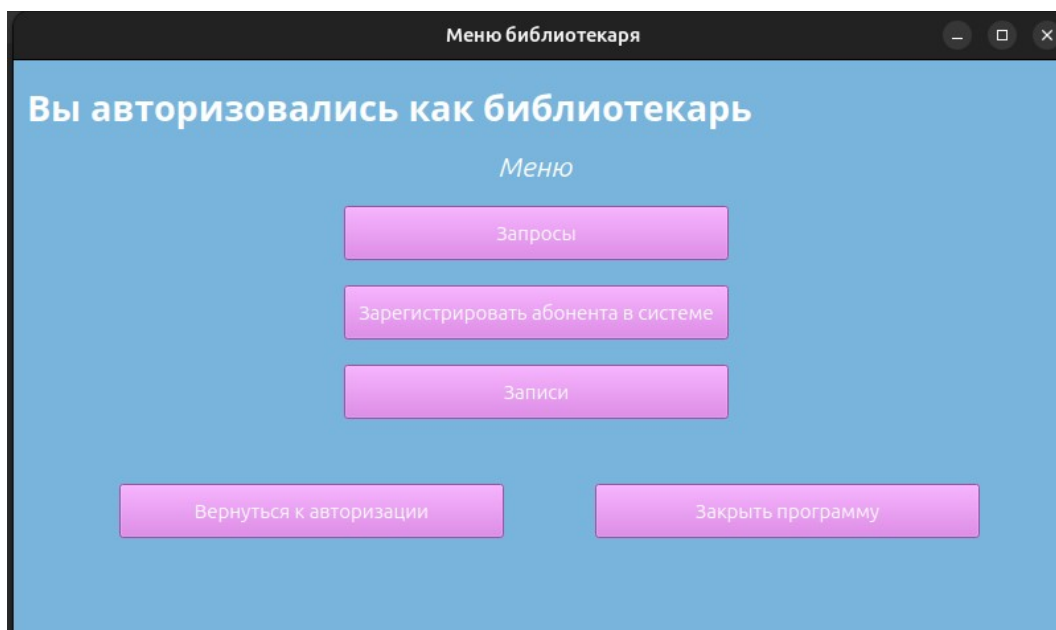 Меню библиотекаря
Вы авторизовались как библиотекарь
Меню
Запросы
Зарегистрировать абонента в системе
Записи
Вернуться к авторизации
Закрыть программу